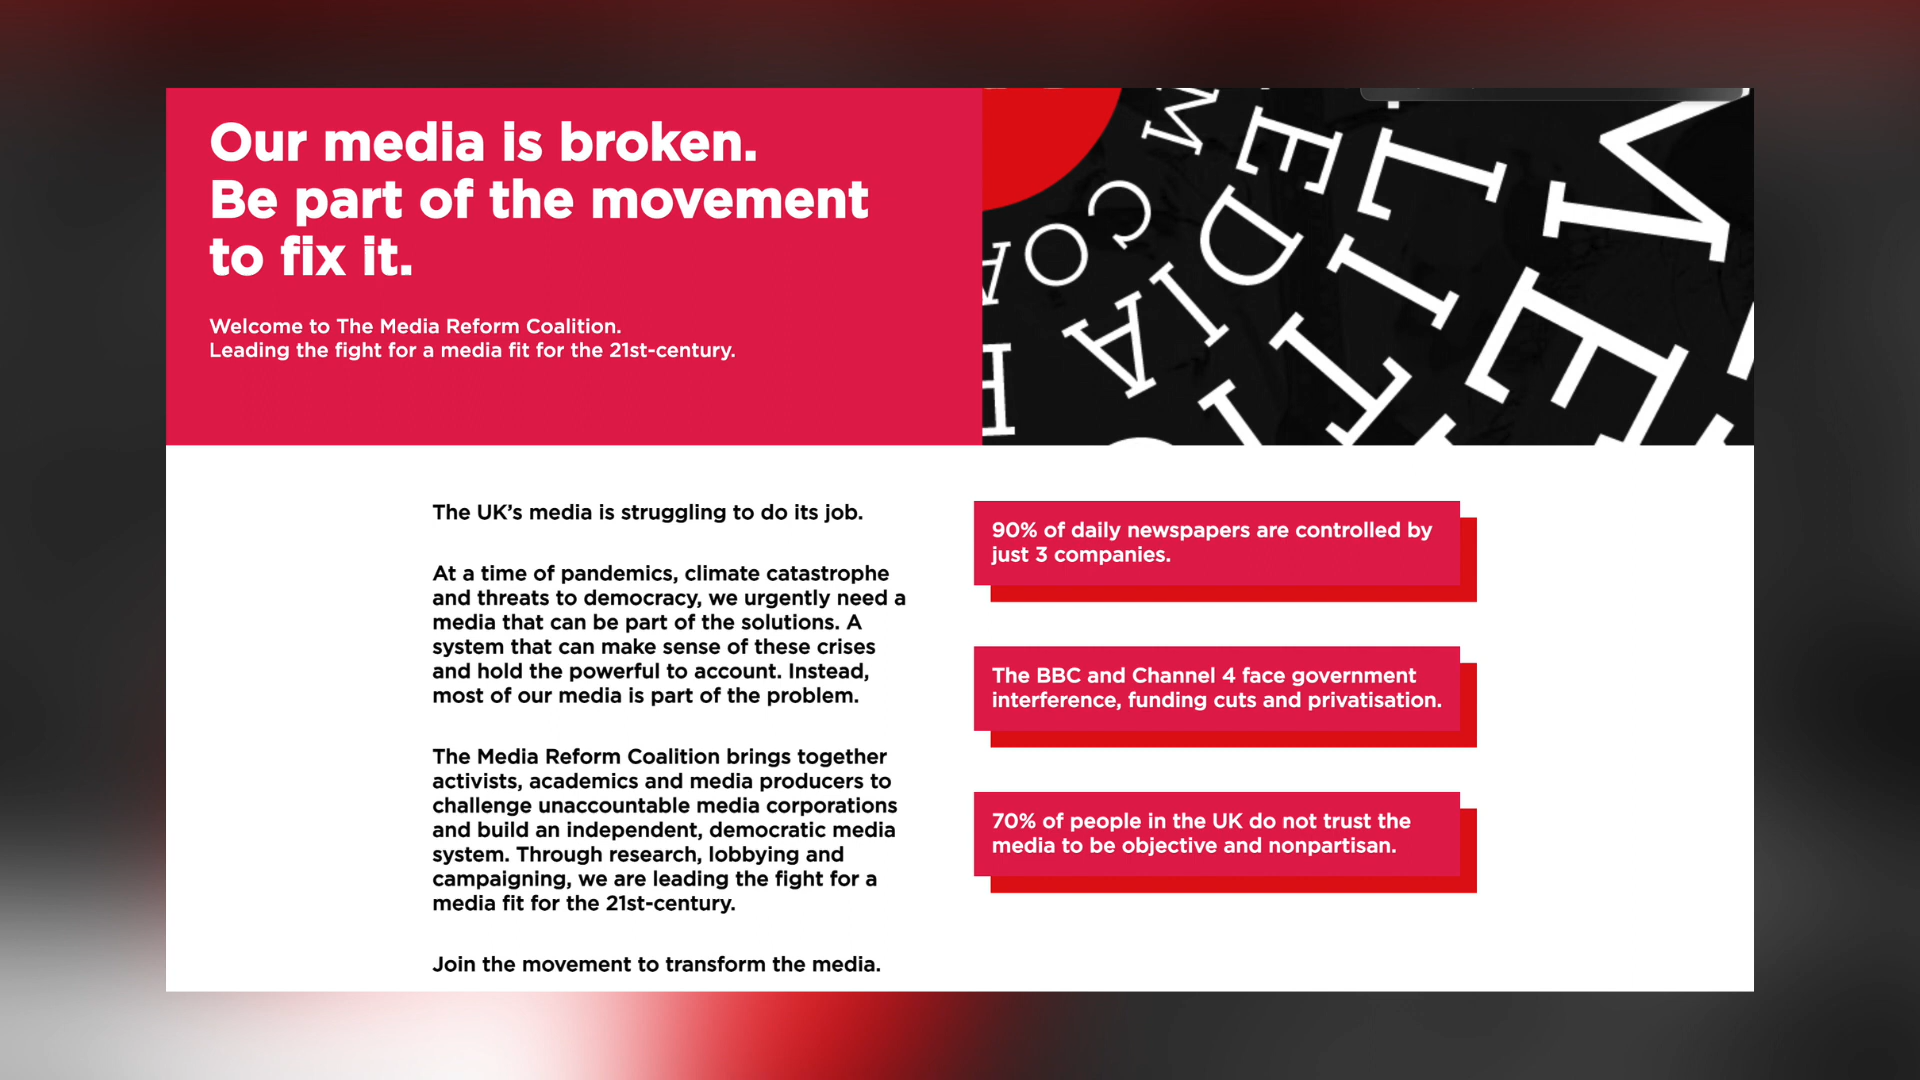 Our media is broken.
Be part of the movement
to fix it.
Welcome to The Media Reform Coalition.
Leading the fight for a media fit for the 21st-century.
The UK's media is struggling to do its job.
At a time of pandemics, climate catastrophe
and threats to democracy, we urgently need a
media that can be part of the solutions. A
system that can make sense of these crises
and hold the powerful to account. Instead,
most of our media is part of the problem.
The Media Reform Coalition brings together
activists, academics and media producers to
challenge unaccountable media corporations
and build an independent, democratic media
system. Through research, lobbying and
campaigning, we are leading the fight for a
media fit for the 21st-century.
Join the movement to transform the media.
90% of daily newspapers are controlled by
just 3 companies.
The BBC and Channel 4 face government
interference, funding cuts and privatisation.
70% of people in the UK do not trust the
media to be objective and nonpartisan.